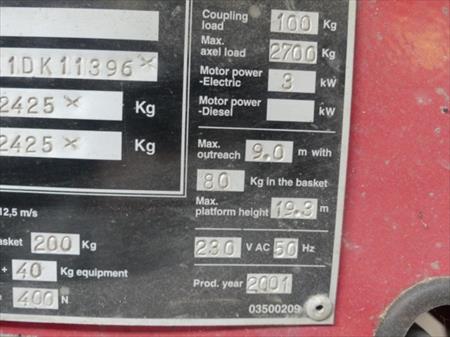 Coupling load 100 Kg
Max. axel load 2700 Kg
1DK11396*
Motor power -Electric 3 kW
2425 * Kg
Motor power -Diesel kW
2425 * Kg
Max. outreach 9.0 m with
80 Kg in the basket
Max. platform height 19.3 m
12,5 m/s
asket 200 Kg
230 V AC 50 Hz
+ 40 Kg equipment
Prod. year 2001
= 400 N
03500209